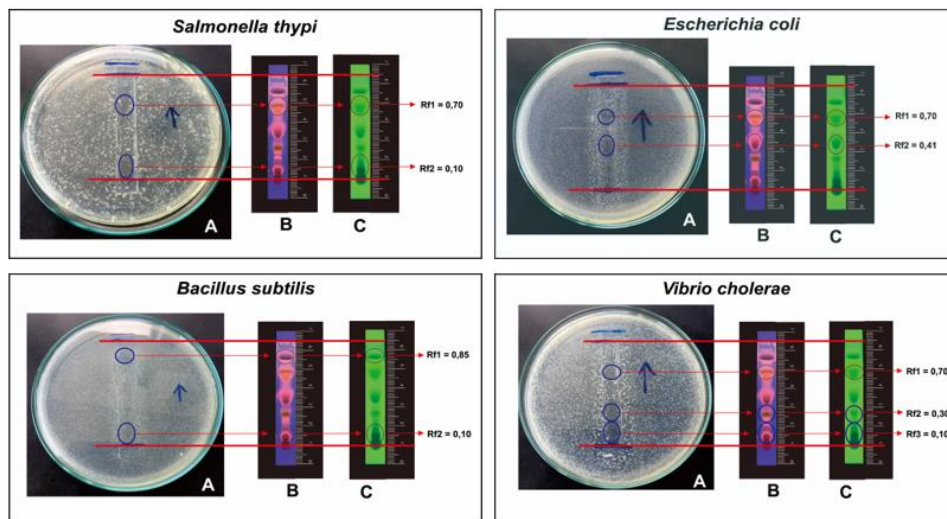 Salmonella thypi
Rf1 = 0,70
Rf2 = 0,10
A
B
C
Escherichia coli
Rf1 = 0,70
Rf2 = 0,41
A
B
C
Bacillus subtilis
Rf1 = 0,85
Rf2 = 0,10
A
B
C
Vibrio cholerae
Rf1 = 0,70
Rf2 = 0,30
Rf3 = 0,10
A
B
C